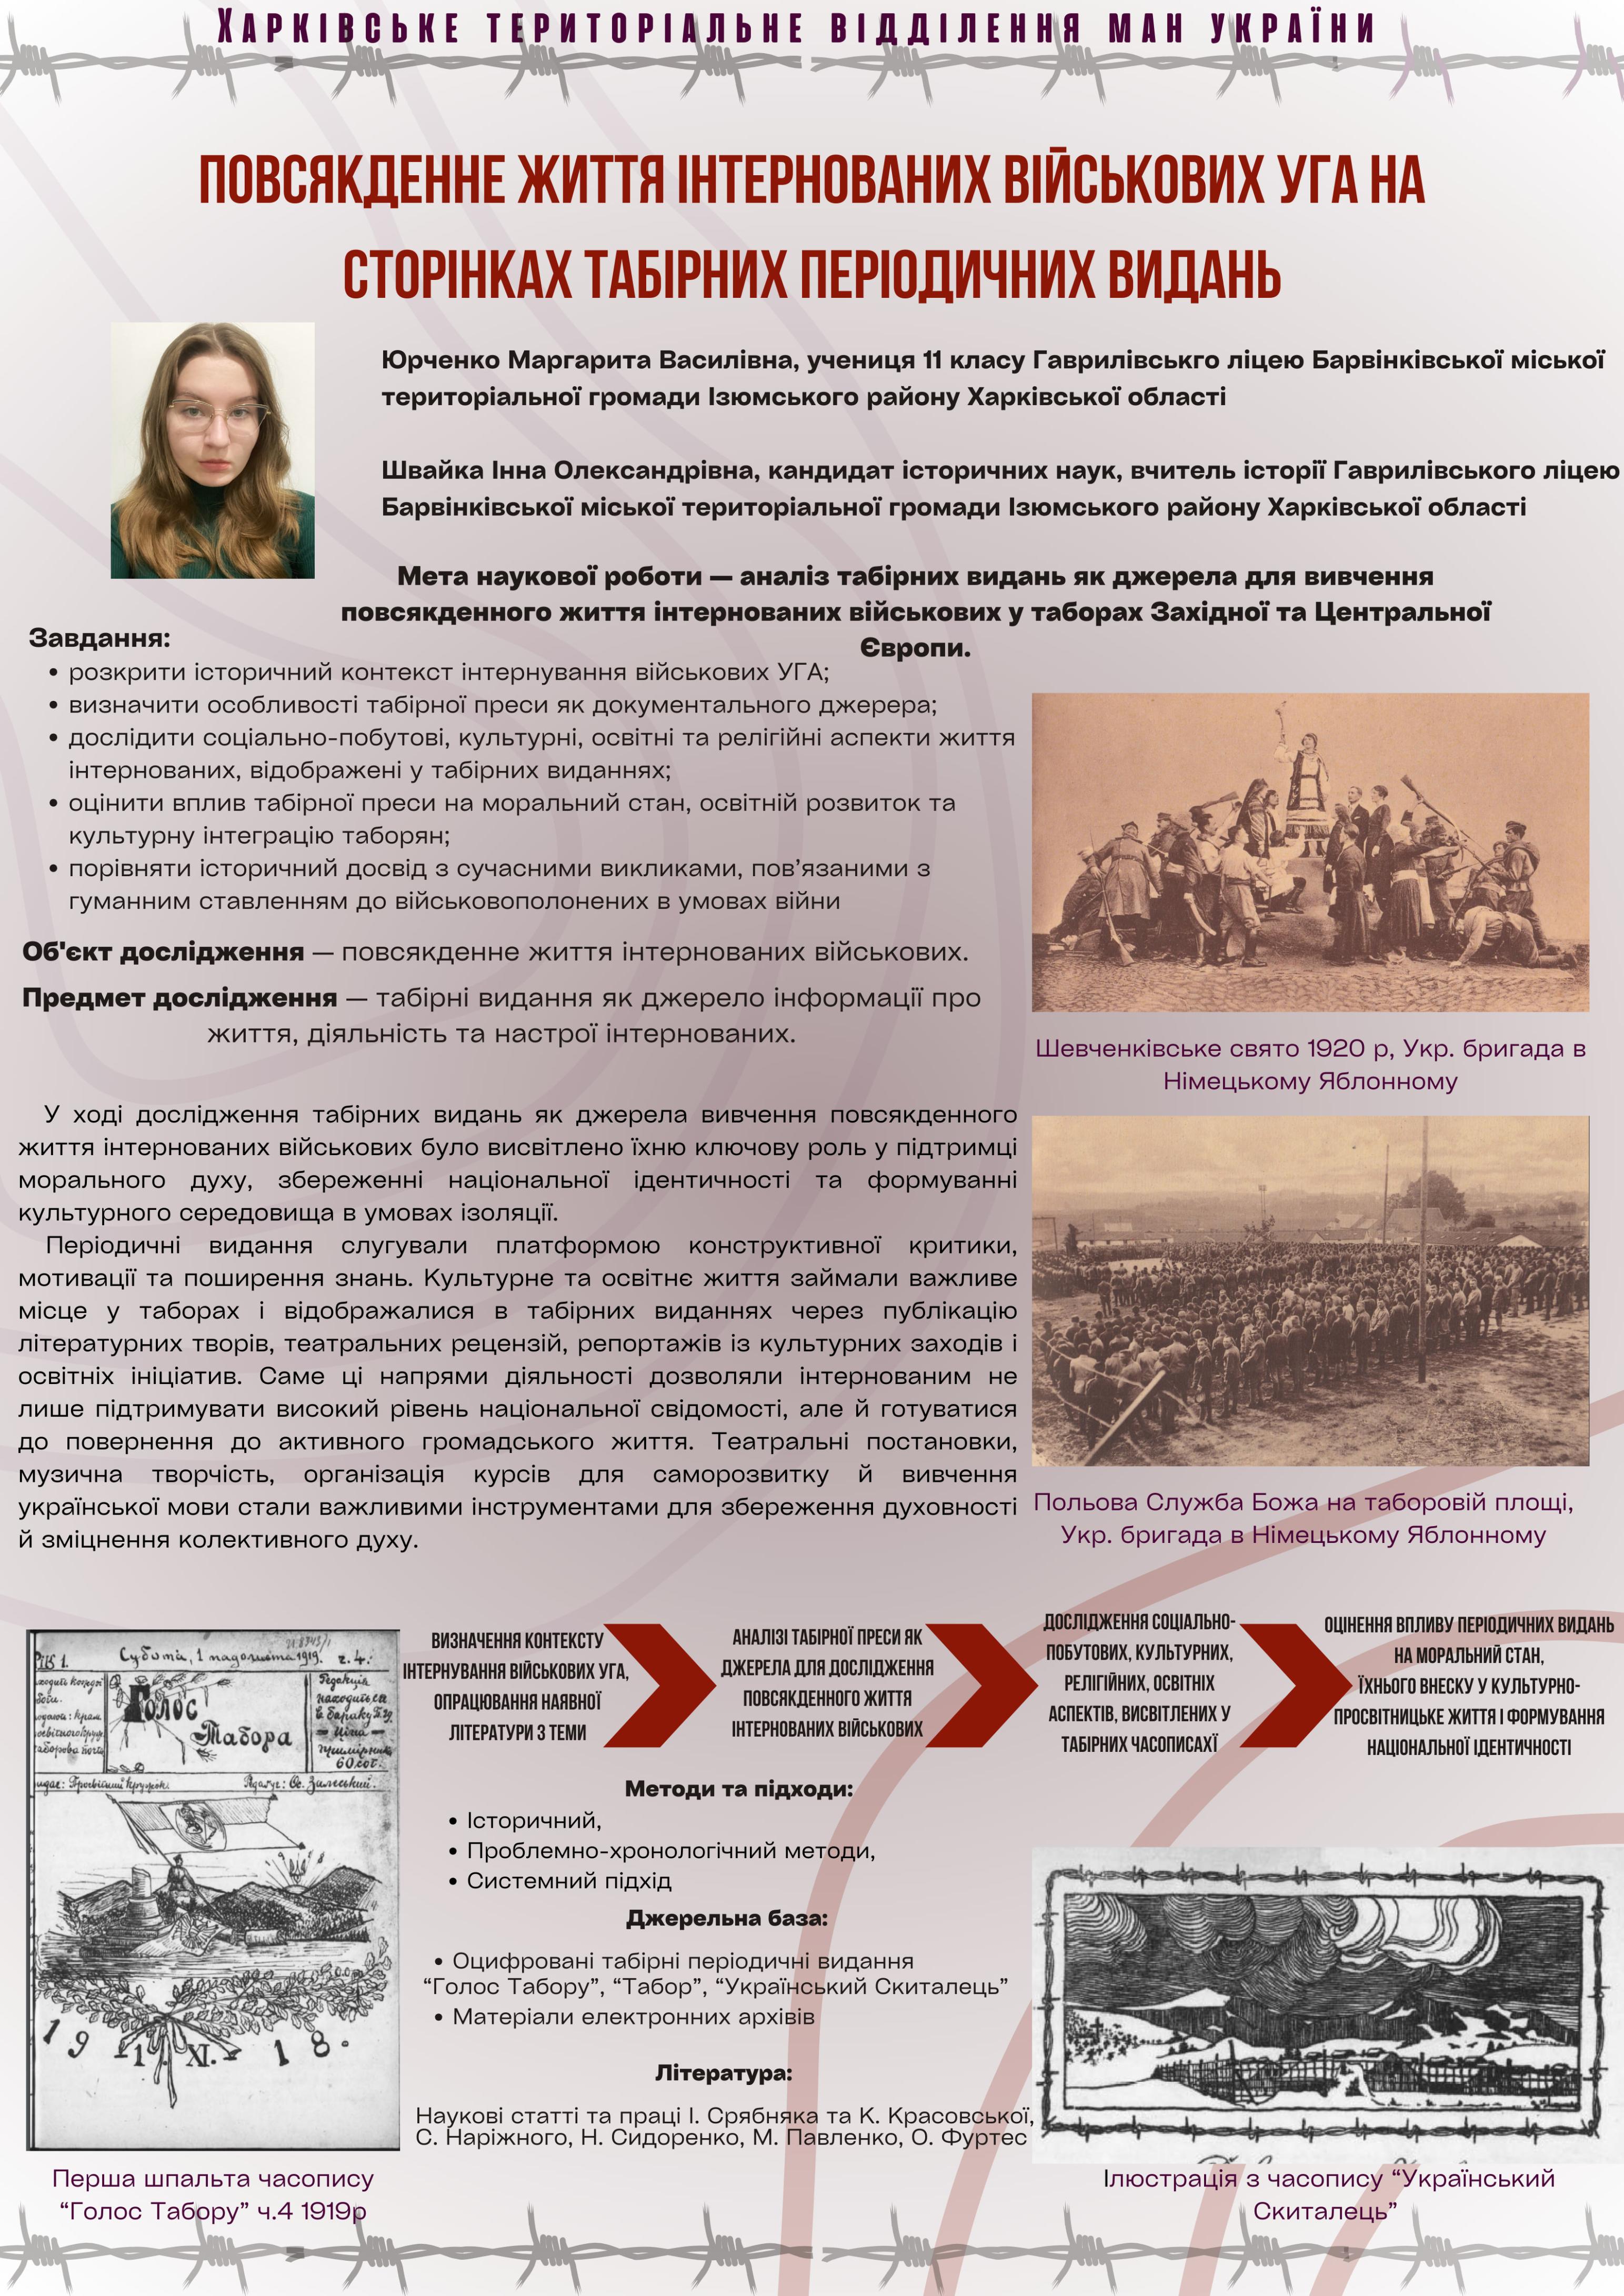 Харківське територіальне відділення МАН України
ПОВСЯКДЕННЕ ЖИТТЯ ІНТЕРНОВАНИХ ВІЙСЬКОВИХ УГА НА
СТОРІНКАХ ТАБІРНИХ ПЕРІОДИЧНИХ ВИДАНЬ
Юрченко Маргарита Василівна, учениця 11 класу Гаврилівськго ліцею Барвінківської міської
територіальної громади Ізюмського району Харківської області
Швайка Інна Олександрівна, кандидат історичних наук, вчитель історії Гаврилівського ліцею
Барвінківської міської територіальної громади Ізюмського району Харківської області
Мета наукової роботи — аналіз табірних видань як джерела для вивчення
повсякденного життя інтернованих військових у таборах Західної та Центральної
Європи.
Завдання:
• розкрити історичний контекст інтернування військових УГА;
• визначити особливості табірної преси як документального джерера;
• дослідити соціально-побутові, культурні, освітні та релігійні аспекти життя
інтернованих, відображені у табірних виданнях;
• оцінити вплив табірної преси на моральний стан, освітній розвиток та
культурну інтеграцію таборян;
• порівняти історичний досвід з сучасними викликами, пов’язаними з
гуманним ставленням до військовополонених в умовах війни
Об'єкт дослідження — повсякденне життя інтернованих військових.
Предмет дослідження — табірні видання як джерело інформації про
життя, діяльність та настрої інтернованих.
Шевченківське свято 1920 р, Укр. бригада в
Німецькому Яблонному
У ході дослідження табірних видань як джерела вивчення повсякденного
життя інтернованих військових було висвітлено їхню ключову роль у підтримці
морального духу, збереженні національної ідентичності та формуванні
культурного середовища в умовах ізоляції.
Періодичні видання слугували платформою конструктивної критики,
мотивації та поширення знань. Культурне та освітнє життя займали важливе
місце у таборах і відображалися в табірних виданнях через публікацію
літературних творів, театральних рецензій, репортажів із культурних заходів і
освітніх ініціатив. Саме ці напрями діяльності дозволяли інтернованим не
лише підтримувати високий рівень національної свідомості, але й готуватися
до повернення до активного громадського життя. Театральні постановки,
музична творчість, організація курсів для саморозвитку й вивчення
української мови стали важливими інструментами для збереження духовності
й зміцнення колективного духу.
Польова Служба Божа на таборовій площі,
Укр. бригада в Німецькому Яблонному
Субота, 1 падолиста 1919. ч. 4.
Голос
Табора
Редакція
находиться
в бараку
Ціна
60 сот.
19 1. XI. 18.
ВИЗНАЧЕННЯ КОНТЕКСТУ
ІНТЕРНУВАННЯ ВІЙСЬКОВИХ УГА,
ОПРАЦЮВАННЯ НАЯВНОЇ
ЛІТЕРАТУРИ З ТЕМИ
АНАЛІЗІ ТАБІРНОЇ ПРЕСИ ЯК
ДЖЕРЕЛА ДЛЯ ДОСЛІДЖЕННЯ
ПОВСЯКДЕННОГО ЖИТТЯ
ІНТЕРНОВАНИХ ВІЙСЬКОВИХ
ДОСЛІДЖЕННЯ СОЦІАЛЬНО-
ПОБУТОВИХ, КУЛЬТУРНИХ,
РЕЛІГІЙНИХ, ОСВІТНІХ
АСПЕКТІВ, ВИСВІТЛЕНИХ У
ТАБІРНИХ ЧАСОПИСАХЇ
ОЦІНЕННЯ ВПЛИВУ ПЕРІОДИЧНИХ ВИДАНЬ
НА МОРАЛЬНИЙ СТАН,
ЇХНЬОГО ВНЕСКУ У КУЛЬТУРНО-
ПРОСВІТНИЦЬКЕ ЖИТТЯ І ФОРМУВАННЯ
НАЦІОНАЛЬНОЇ ІДЕНТИЧНОСТІ
Методи та підходи:
• Історичний,
• Проблемно-хронологічний методи,
• Системний підхід
Джерельна база:
• Оцифровані табірні періодичні видання
“Голос Табору”, “Табор”, “Український Скиталець”
• Матеріали електронних архівів
Література:
Наукові статті та праці І. Срябняка та К. Красовської,
С. Наріжного, Н. Сидоренко, М. Павленко, О. Фуртес
Перша шпальта часопису
“Голос Табору” ч.4 1919р
Ілюстрація з часопису “Український
Скиталець”